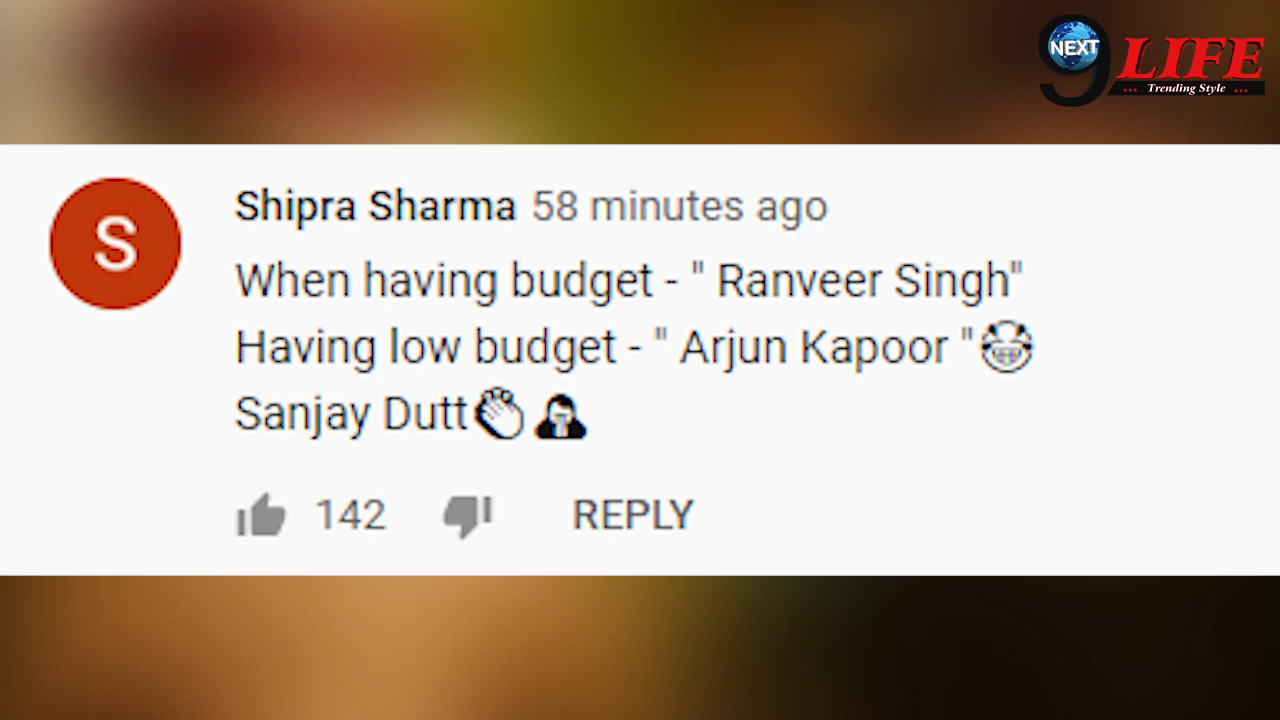 NEXT 9 LIFE
... Trending Style ...
S
Shipra Sharma 58 minutes ago
When having budget - " Ranveer Singh"
Having low budget - " Arjun Kapoor "😂
Sanjay Dutt👏🙇
142 REPLY